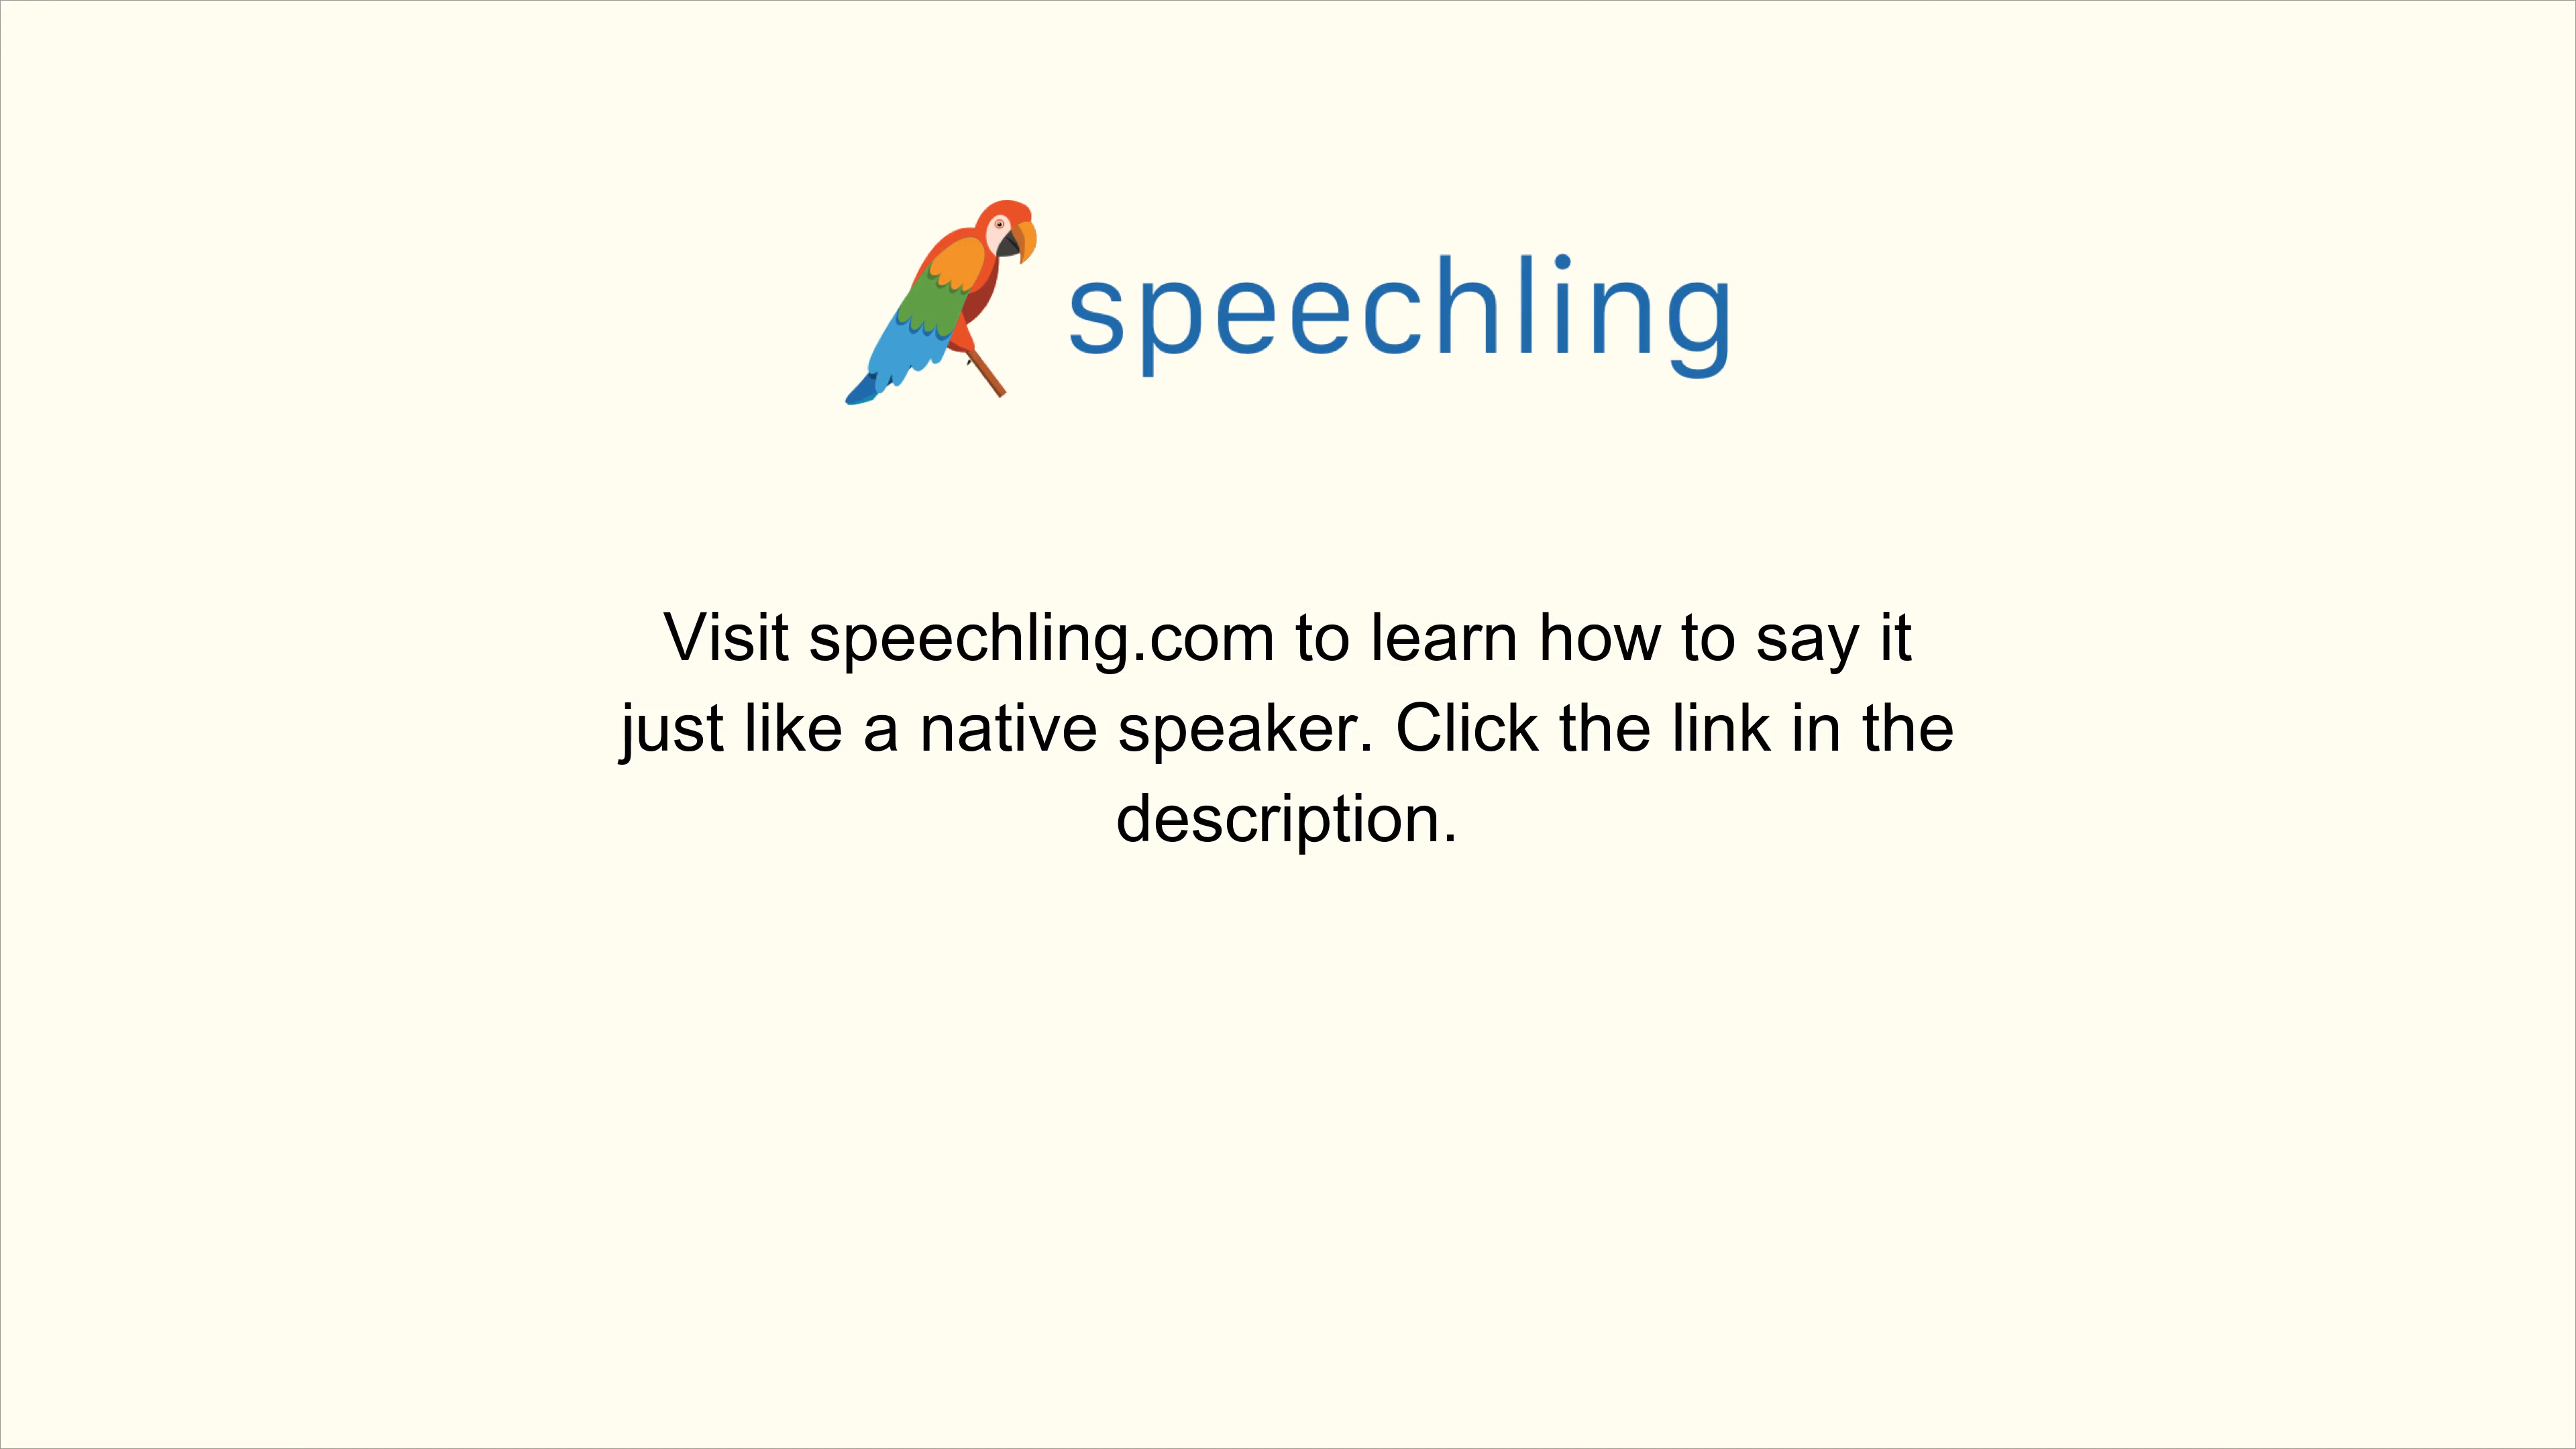 speechling
Visit speechling.com to learn how to say it
just like a native speaker. Click the link in the
description.